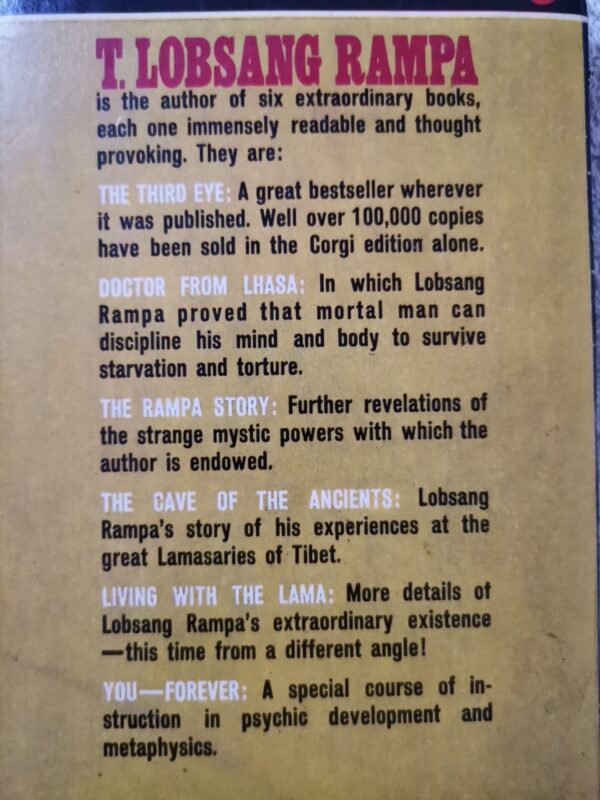 T. LOBSANG RAMPA
is the author of six extraordinary books,
each one immensely readable and thought
provoking. They are:
THE THIRD EYE: A great bestseller wherever
it was published. Well over 100,000 copies
have been sold in the Corgi edition alone.
DOCTOR FROM LHASA: In which Lobsang
Rampa proved that mortal man can
discipline his mind and body to survive
starvation and torture.
THE RAMPA STORY: Further revelations of
the strange mystic powers with which the
author is endowed.
THE CAVE OF THE ANCIENTS: Lobsang
Rampa's story of his experiences at the
great Lamasaries of Tibet.
LIVING WITH THE LAMA: More details of
Lobsang Rampa's extraordinary existence
—this time from a different angle!
YOU—FOREVER: A special course of in-
struction in psychic development and
metaphysics.